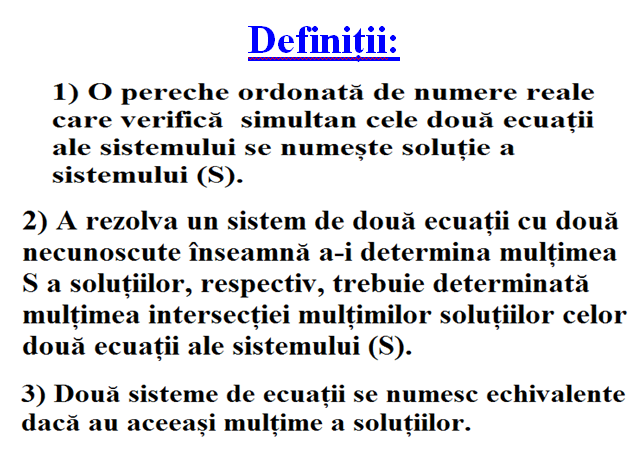 Definiții:
1) O pereche ordonată de numere reale
care verifică simultan cele două ecuații
ale sistemului se numește soluție a
sistemului (S).
2) A rezolva un sistem de două ecuații cu două
necunoscute înseamnă a-i determina mulțimea
S a soluțiilor, respectiv, trebuie determinată
mulțimea intersecției mulțimilor soluțiilor celor
două ecuații ale sistemului (S).
3) Două sisteme de ecuații se numesc echivalente
dacă au aceeași mulțime a soluțiilor.